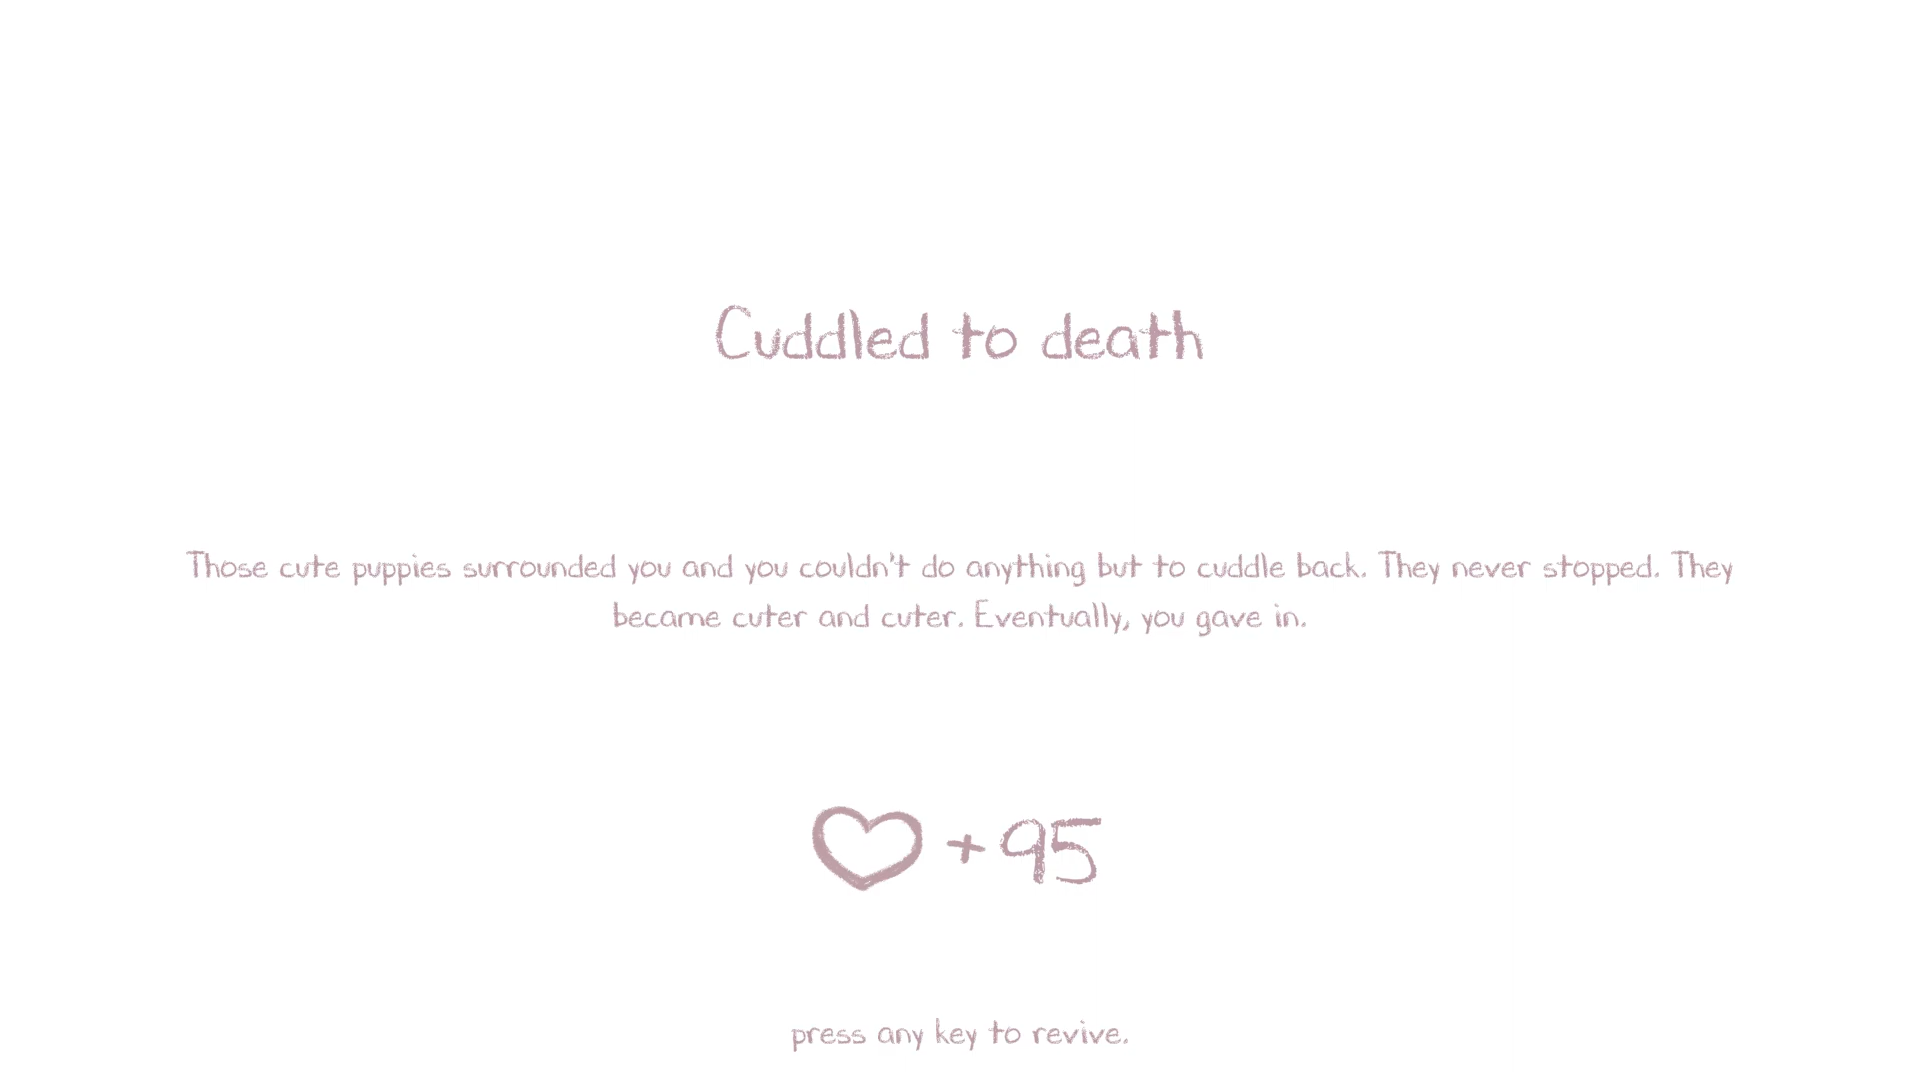 Cuddled to death
Those cute puppies surrounded you and you couldn't do anything but to cuddle back. They never stopped. They
became cuter and cuter. Eventually, you gave in.
+95
press any key to revive.